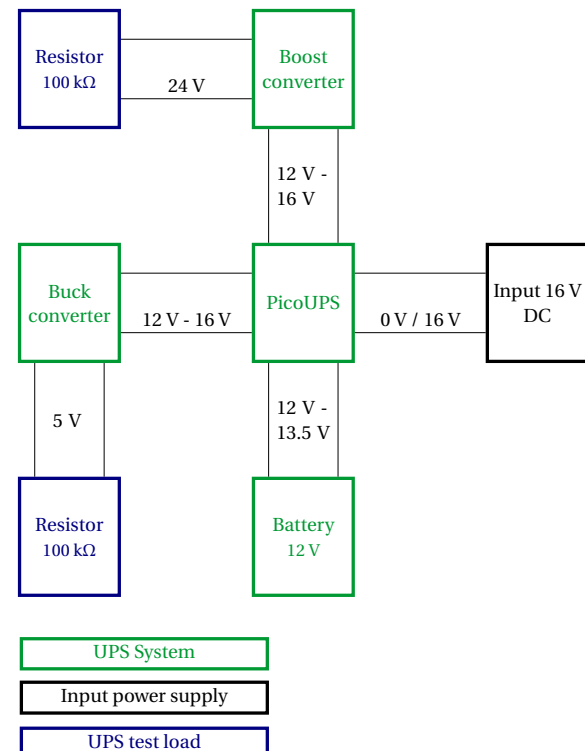 Resistor
100 kΩ
24 V
Boost
converter
12 V -
16 V
Buck
converter
12 V - 16 V
PicoUPS
0 V / 16 V
Input 16 V
DC
5 V
12 V -
13.5 V
Resistor
100 kΩ
Battery
12 V
UPS System
Input power supply
UPS test load